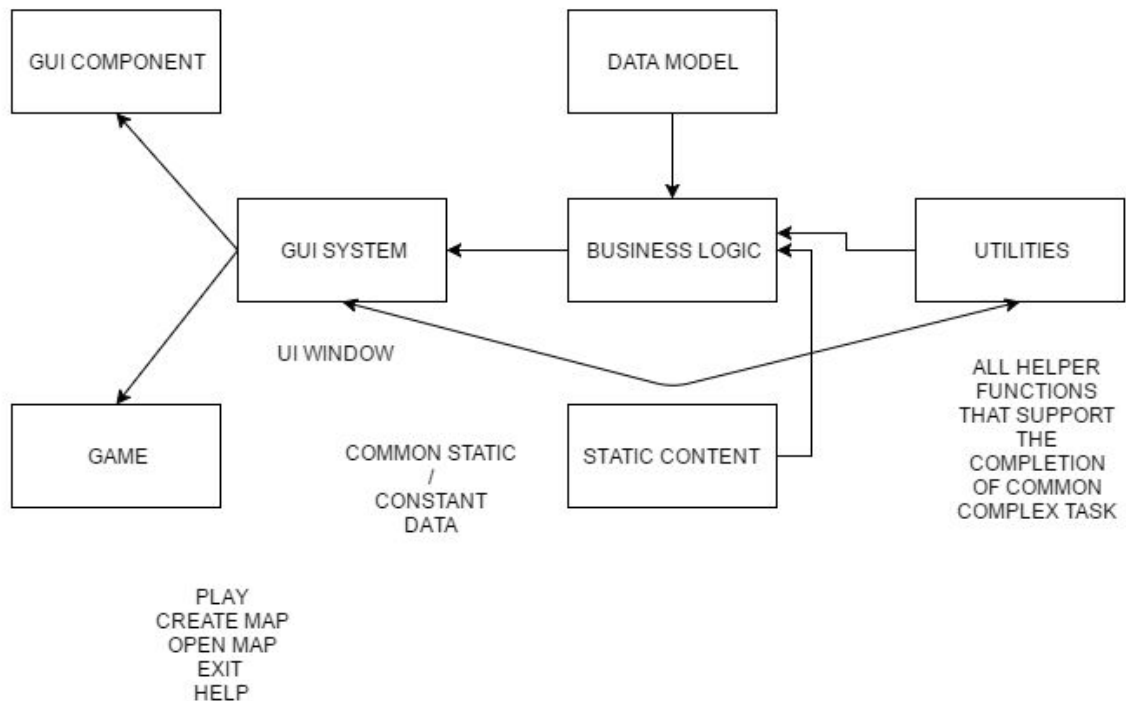 GUI COMPONENT
DATA MODEL
GUI SYSTEM
BUSINESS LOGIC
UTILITIES
UI WINDOW
GAME
COMMON STATIC
/
CONSTANT
DATA
STATIC CONTENT
ALL HELPER
FUNCTIONS
THAT SUPPORT
THE
COMPLETION
OF COMMON
COMPLEX TASK
PLAY
CREATE MAP
OPEN MAP
EXIT
HELP